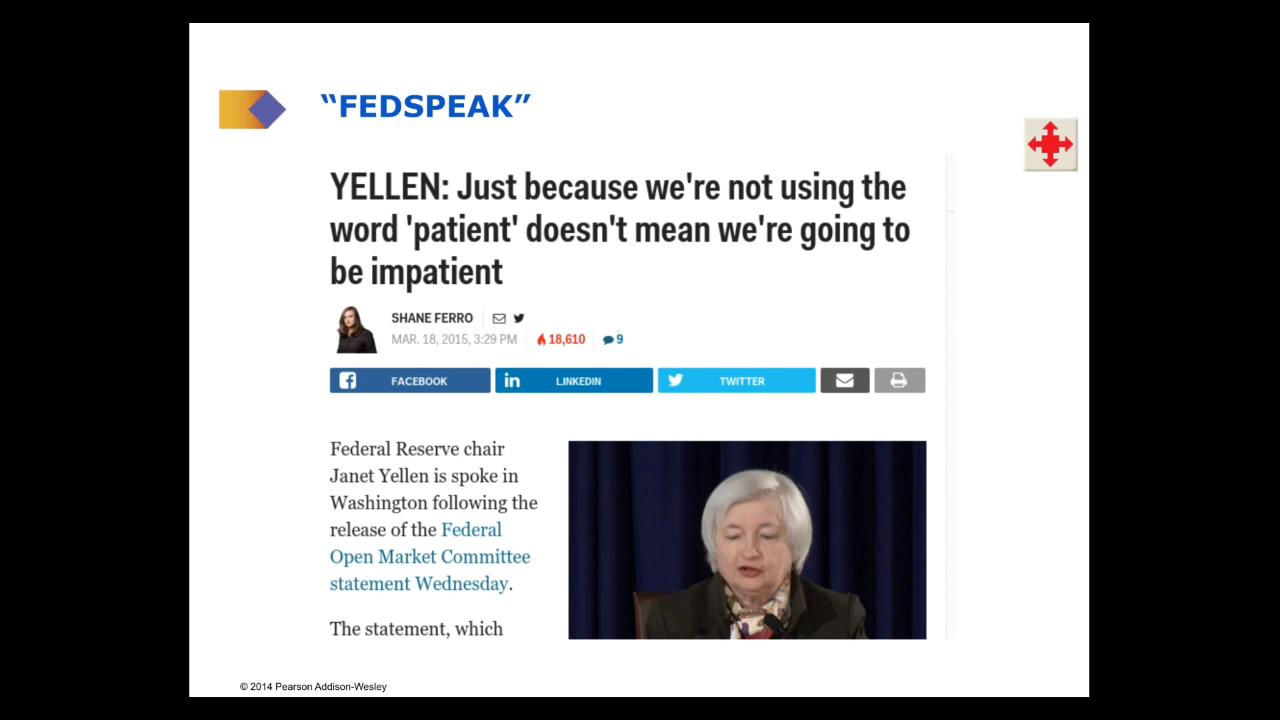 “FEDSPEAK”
YELLEN: Just because we're not using the
word 'patient' doesn't mean we're going to
be impatient
SHANE FERRO
MAR. 18, 2015, 3:29 PM 18,610 9
FACEBOOK in LINKEDIN TWITTER
Federal Reserve chair
Janet Yellen is spoke in
Washington following the
release of the Federal
Open Market Committee
statement Wednesday.
The statement, which
© 2014 Pearson Addison-Wesley